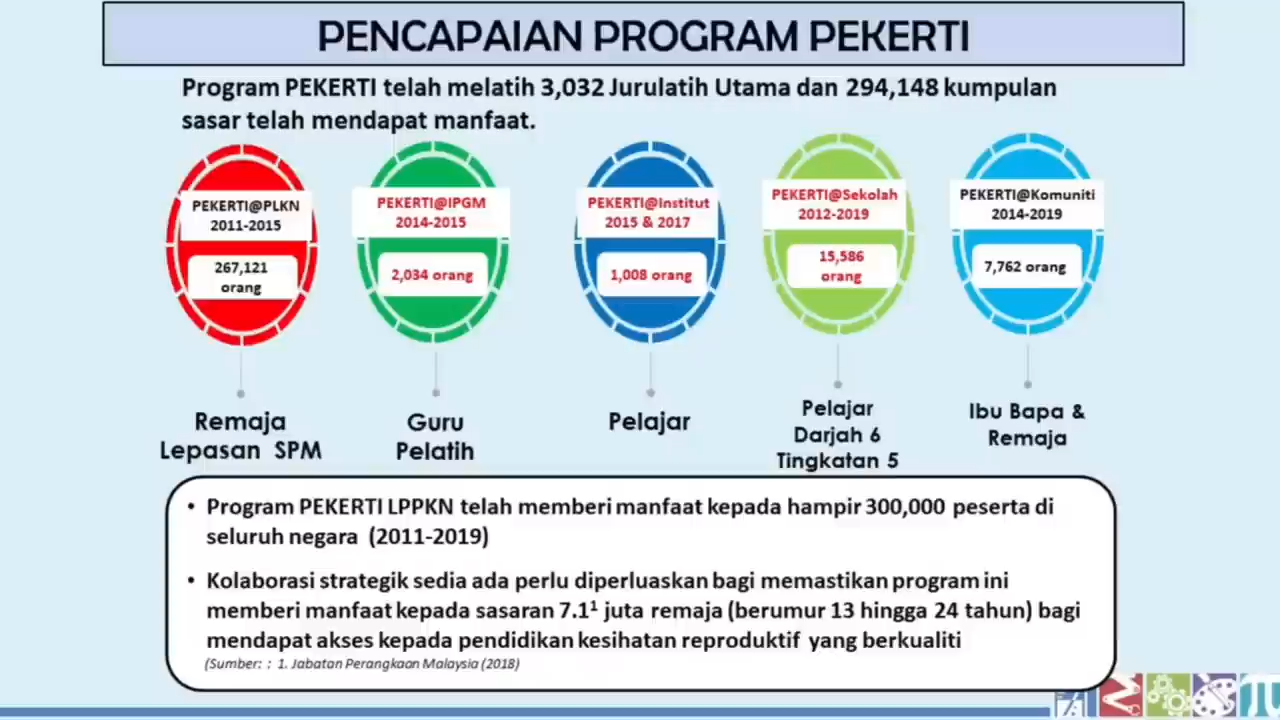 PENCAPAIAN PROGRAM PEKERTI
Program PEKERTI telah melatih 3,032 Jurulatih Utama dan 294,148 kumpulan
sasar telah mendapat manfaat.
PEKERTI@PLKN
2011-2015
267,121
orang
Remaja
Lepasan SPM
PEKERTI@IPGM
2014-2015
2,034 orang
Guru
Pelatih
PEKERTI@Institut
2015 & 2017
1,008 orang
Pelajar
PEKERTI@Sekolah
2012-2019
15,586
orang
Pelajar
Darjah 6
Tingkatan 5
PEKERTI@Komuniti
2014-2019
7,762 orang
Ibu Bapa &
Remaja
• Program PEKERTI LPPKN telah memberi manfaat kepada hampir 300,000 peserta di
seluruh negara (2011-2019)
• Kolaborasi strategik sedia ada perlu diperluaskan bagi memastikan program ini
memberi manfaat kepada sasaran 7.1¹ juta remaja (berumur 13 hingga 24 tahun) bagi
mendapat akses kepada pendidikan kesihatan reproduktif yang berkualiti
(Sumber: : 1. Jabatan Perangkaan Malaysia (2018)